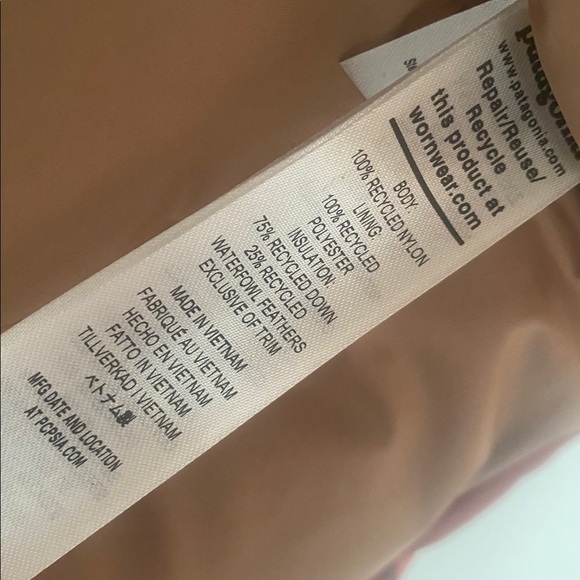 patagonia
www.patagonia.com
Repair/Reuse/
Recycle
this product at
wornwear.com
BODY:
100% RECYCLED NYLON
LINING:
100% RECYCLED
POLYESTER
INSULATION:
75% RECYCLED DOWN
25% RECYCLED
WATERFOWL FEATHERS
EXCLUSIVE OF TRIM
MADE IN VIETNAM
FABRIQUÉ AU VIETNAM
HECHO EN VIETNAM
FATTO IN VIETNAM
TILLVERKAD I VIETNAM
ベトナム製
MFG DATE AND LOCATION
AT PCPSIA.COM